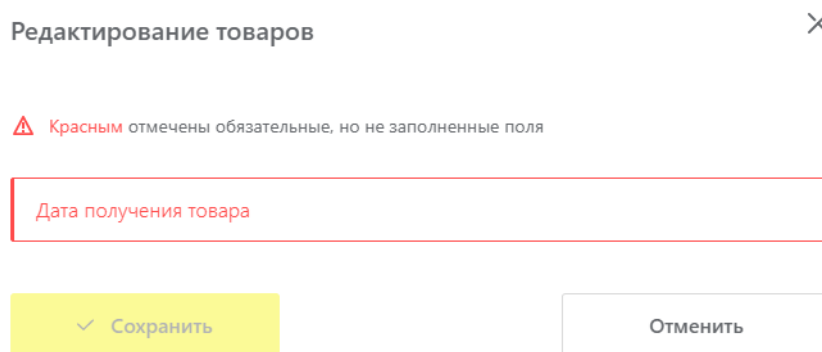 Редактирование товаров
Красным отмечены обязательные, но не заполненные поля
Дата получения товара
Сохранить
Отменить